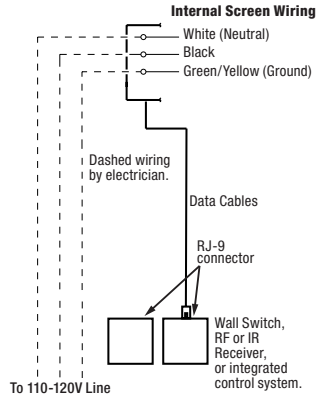 Internal Screen Wiring
White (Neutral)
Black
Green/Yellow (Ground)
Dashed wiring
by electrician.
Data Cables
RJ-9
connector
Wall Switch,
RF or IR
Receiver,
or integrated
control system.
To 110-120V Line